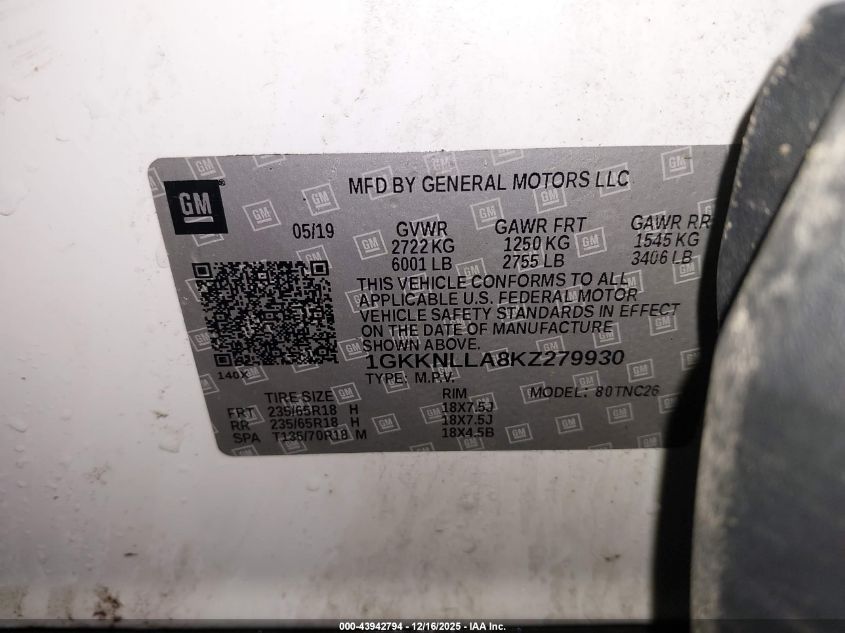 GM
MFD BY GENERAL MOTORS LLC
05/19
GVWR GAWR FRT GAWR RR
2722 KG 1250 KG 1545 KG
6001 LB 2755 LB 3406 LB
THIS VEHICLE CONFORMS TO ALL
APPLICABLE U.S. FEDERAL MOTOR
VEHICLE SAFETY STANDARDS IN EFFECT
ON THE DATE OF MANUFACTURE
SHOWN ABOVE.
140X
1GKKNLLA8KZ279930
TYPE: M.P.V. MODEL: 80TNC26
TIRE SIZE RIM
FRT 235/65R18 H 18X7.5J
RR 235/65R18 H 18X7.5J
SPA T135/70R18 M 18X4.5B
000-43942794 - 12/16/2025 - IAA Inc.